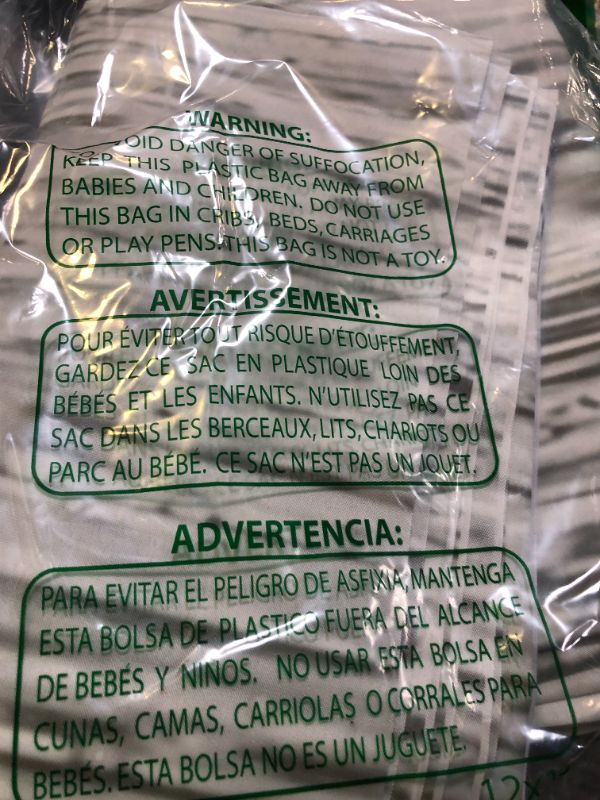 WARNING:
OID DANGER OF SUFFOCATION,
KEEP THIS PLASTIC BAG AWAY FROM
BABIES AND CHILDREN. DO NOT USE
THIS BAG IN CRIBS, BEDS, CARRIAGES
OR PLAY PENS. THIS BAG IS NOT A TOY.
AVERTISSEMENT:
POUR ÉVITER TOUT RISQUE D'ÉTOUFFEMENT,
GARDEZ CE SAC EN PLASTIQUE LOIN DES
BÉBÉS ET LES ENFANTS. N'UTILISEZ PAS CE
SAC DANS LES BERCEAUX, LITS, CHARIOTS OU
PARC AU BÉBÉ. CE SAC N'EST PAS UN JOUET.
ADVERTENCIA:
PARA EVITAR EL PELIGRO DE ASFIXIA, MANTENGA
ESTA BOLSA DE PLASTICO FUERA DEL ALCANCE
DE BEBÉS Y NIÑOS. NO USAR ESTA BOLSA EN
CUNAS, CAMAS, CARRIOLAS O CORRALES PARA
BEBÉS. ESTA BOLSA NO ES UN JUGUETE.